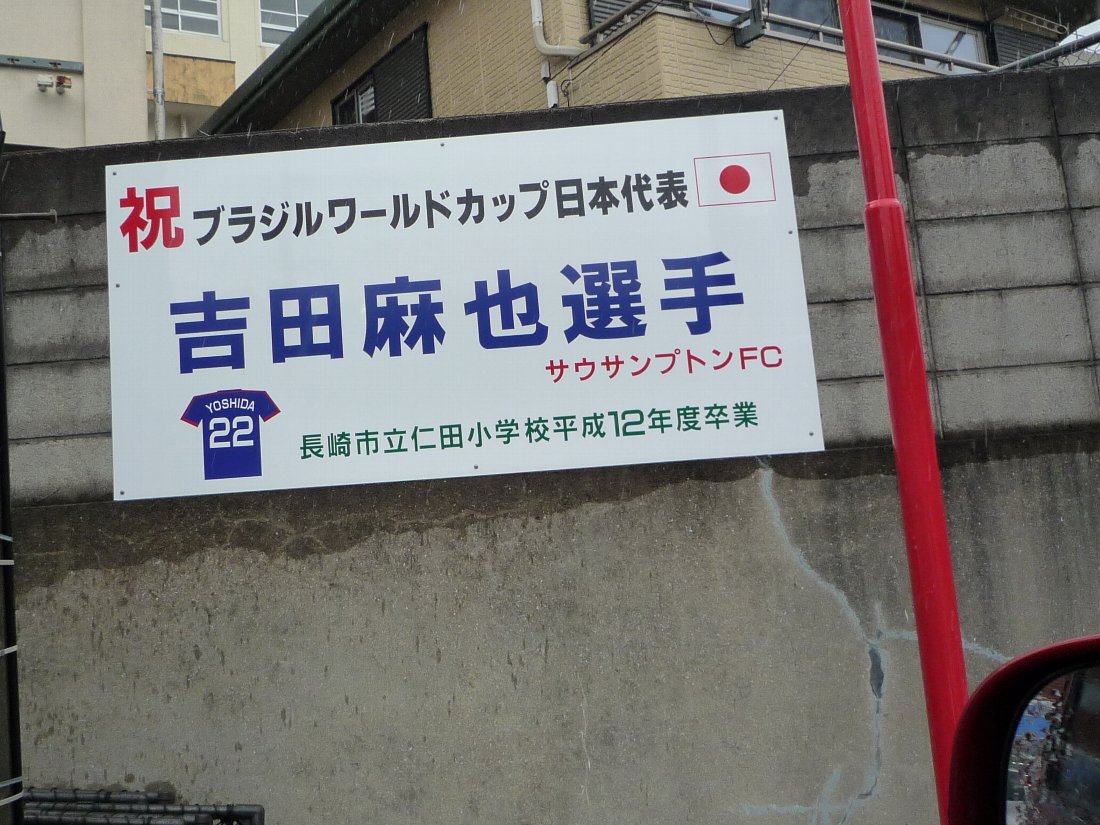 祝 ブラジルワールドカップ日本代表
吉田麻也選手
サウサンプトンFC
YOSHIDA
22
長崎市立仁田小学校平成12年度卒業